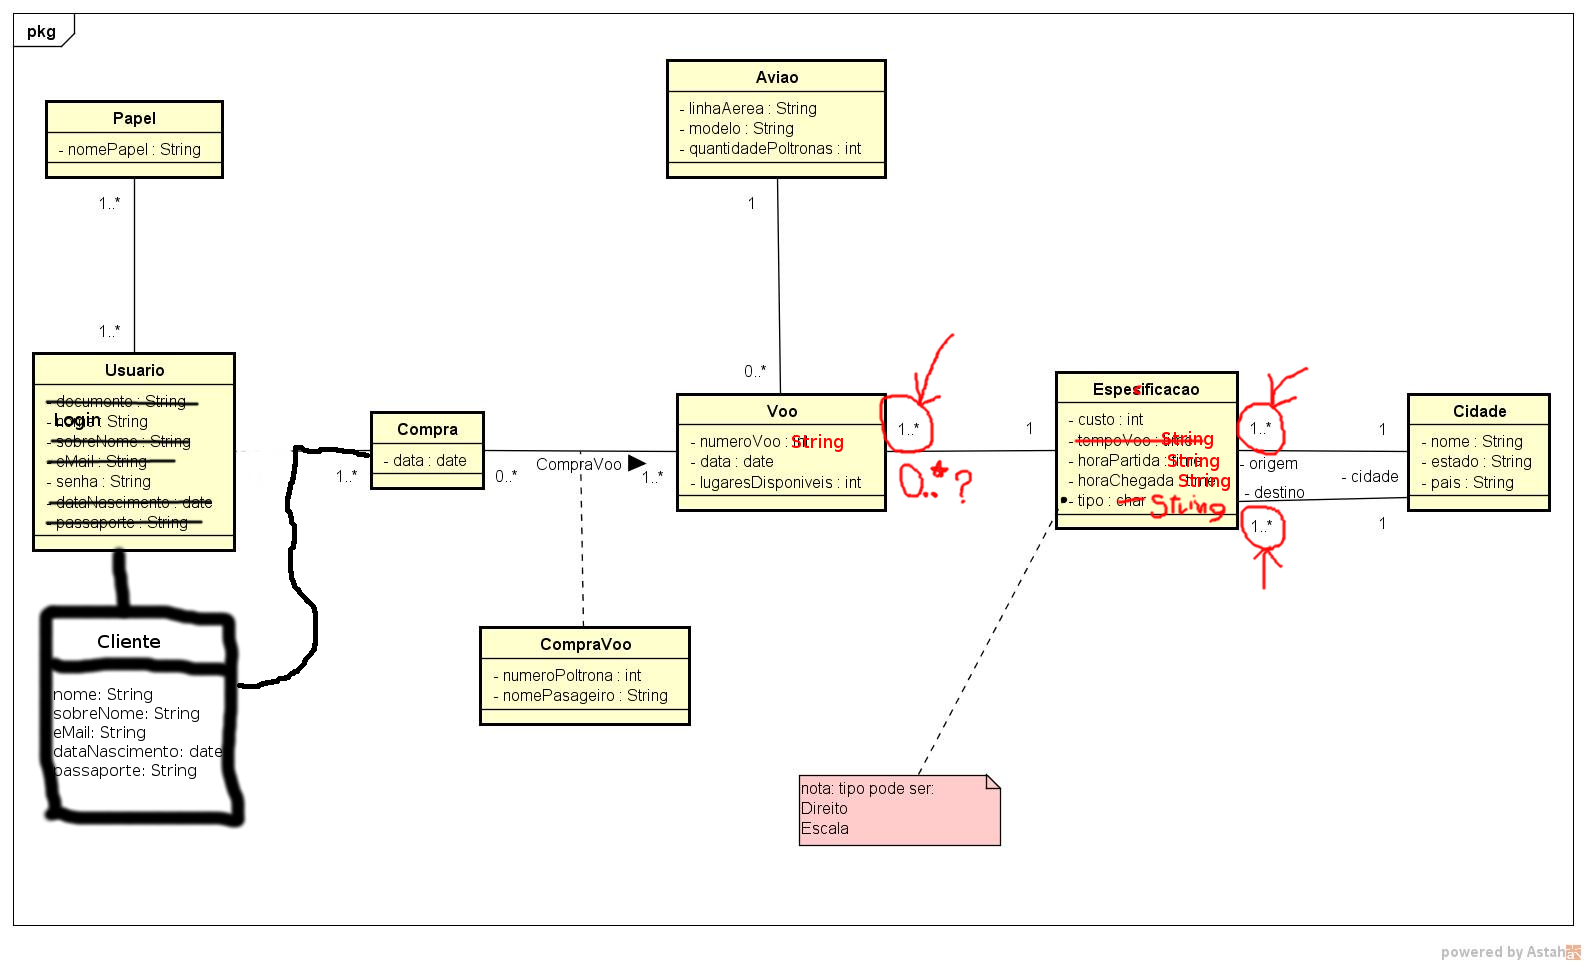 pkg
Papel
- nomePapel : String
1..*
1..*
Usuario
- documento : String
Login : String
- sobreNome : String
- eMail : String
- senha : String
- dataNascimento : date
- passaporte : String
Cliente
nome: String
sobreNome: String
eMail: String
dataNascimento: date
passaporte: String
1..*
Compra
- data : date
0..*
CompraVoo
1..*
CompraVoo
- numeroPoltrona : int
- nomePasageiro : String
Aviao
- linhaAerea : String
- modelo : String
- quantidadePoltronas : int
1
0..*
Voo
- numeroVoo : String
- data : date
- lugaresDisponiveis : int
1..*
0..*?
1
Espesificacao
- custo : int
- tempoVoo : String
- horaPartida : String
- horaChegada String
- tipo : char String
1..*
- origem
- destino
1..*
1
- cidade
1
Cidade
- nome : String
- estado : String
- pais : String
nota: tipo pode ser:
Direito
Escala
powered by Astah